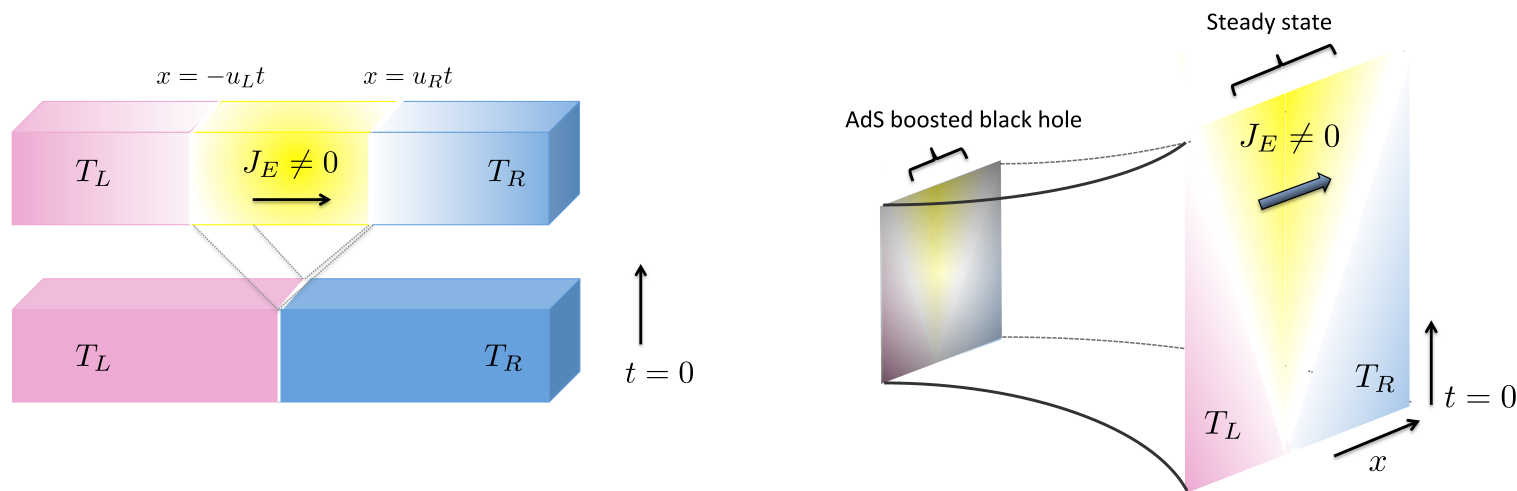 x = −u_L t
x = u_R t
T_L
J_E ≠ 0
T_R
T_L
T_R
t = 0
Steady state
AdS boosted black hole
J_E ≠ 0
T_R
t = 0
T_L
x